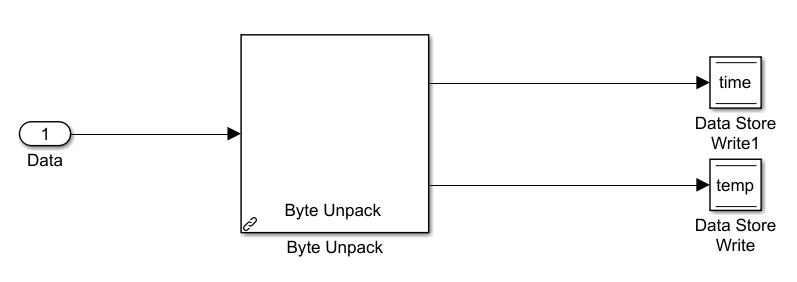 1
Data
Byte Unpack
Byte Unpack
time
Data Store
Write1
temp
Data Store
Write